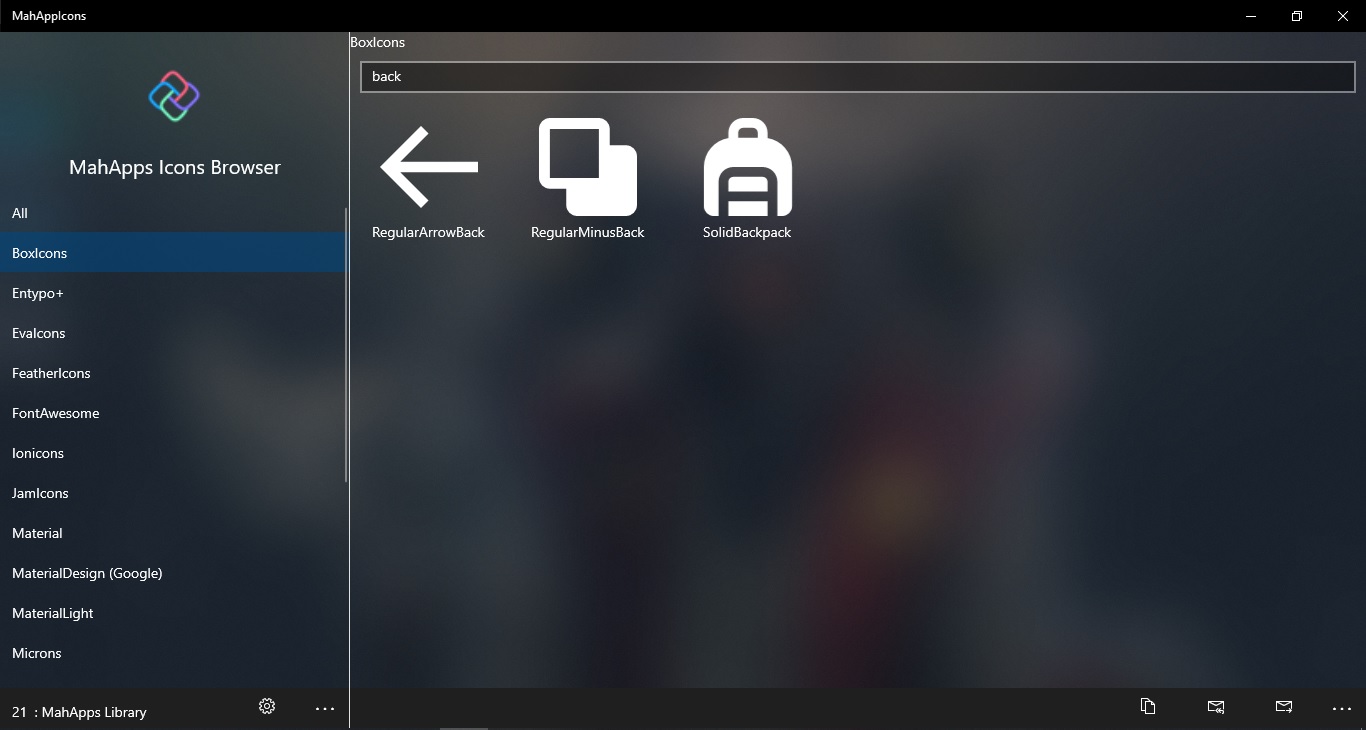 MahAppIcons
MahApps Icons Browser
All
BoxIcons
Entypo+
EvaIcons
FeatherIcons
FontAwesome
Ionicons
JamIcons
Material
MaterialDesign (Google)
MaterialLight
Microns
21 : MahApps Library
BoxIcons
back
RegularArrowBack
RegularMinusBack
SolidBackpack